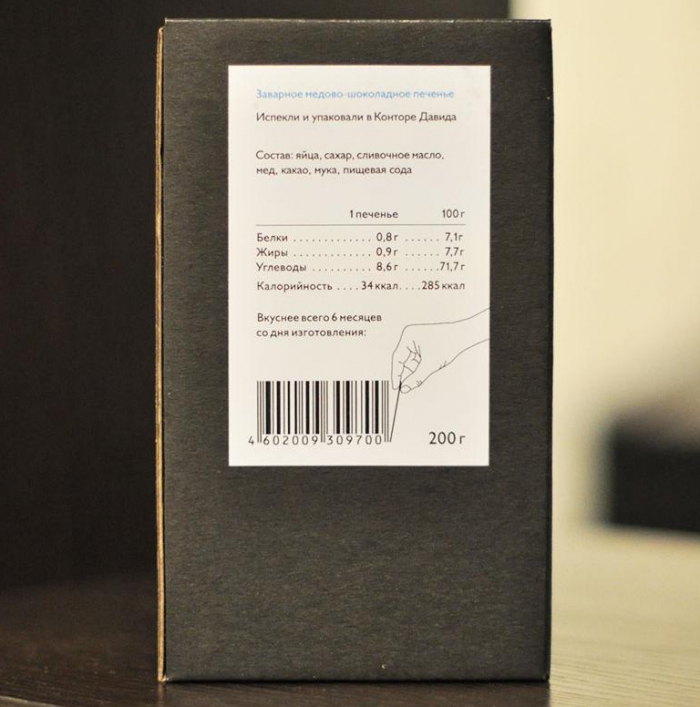 Заварное медово-шоколадное печенье
Испекли и упаковали в Конторе Давида
Состав: яйца, сахар, сливочное масло,
мед, какао, мука, пищевая сода
1 печенье 100 г
Белки . . . . . . . . . . . . 0,8 г . . . . . . 7,1 г
Жиры . . . . . . . . . . . . 0,9 г . . . . . . 7,7 г
Углеводы . . . . . . . . . 8,6 г . . . . . 71,7 г
Калорийность . . . . 34 ккал . . . . 285 ккал
Вкуснее всего 6 месяцев
со дня изготовления:
4 602009 309700
200 г